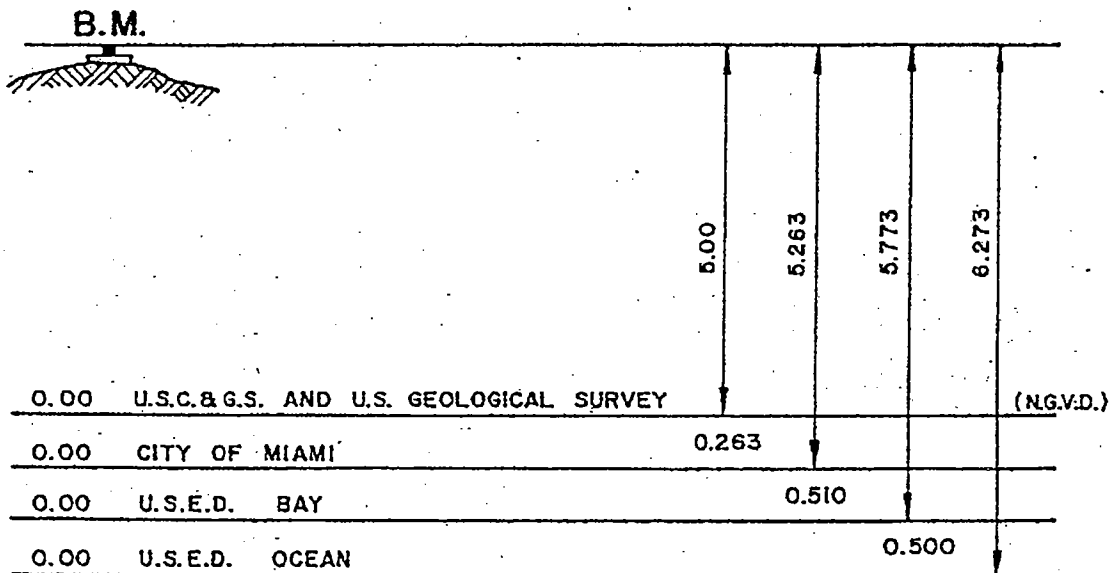 B.M.
5.00
5.263
5.773
6.273
0.00 U.S.C.&G.S. AND U.S. GEOLOGICAL SURVEY (N.G.V.D.)
0.263
0.00 CITY OF MIAMI
0.510
0.00 U.S.E.D. BAY
0.500
0.00 U.S.E.D. OCEAN